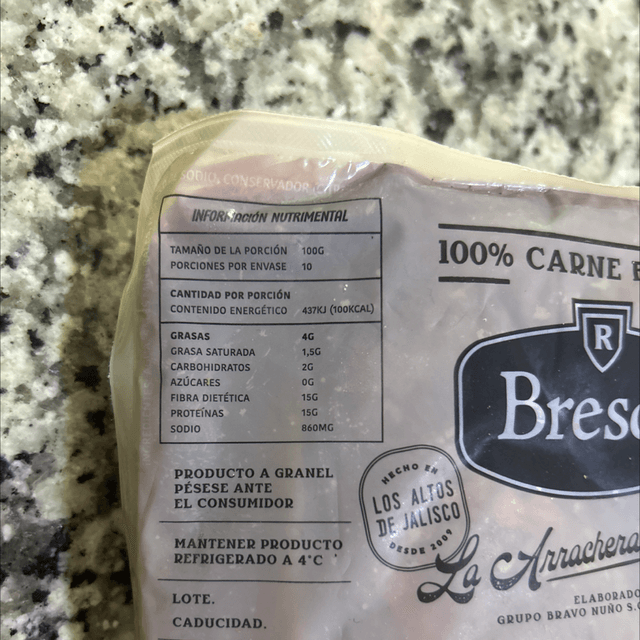 SODIO, CONSERVADOR
INFORMACIÓN NUTRIMENTAL
TAMAÑO DE LA PORCIÓN 100G
PORCIONES POR ENVASE 10
CANTIDAD POR PORCIÓN
CONTENIDO ENERGÉTICO 437KJ (100KCAL)
GRASAS 4G
GRASA SATURADA 1,5G
CARBOHIDRATOS 2G
AZÚCARES 0G
FIBRA DIETÉTICA 15G
PROTEÍNAS 15G
SODIO 860MG
PRODUCTO A GRANEL
PÉSESE ANTE
EL CONSUMIDOR
MANTENER PRODUCTO
REFRIGERADO A 4°C
LOTE.
CADUCIDAD.
HECHO EN
LOS ALTOS
DE JALISCO
DESDE 2009
100% CARNE
R
Bres
La Arrachera
ELABORADO
GRUPO BRAVO NUÑO S.